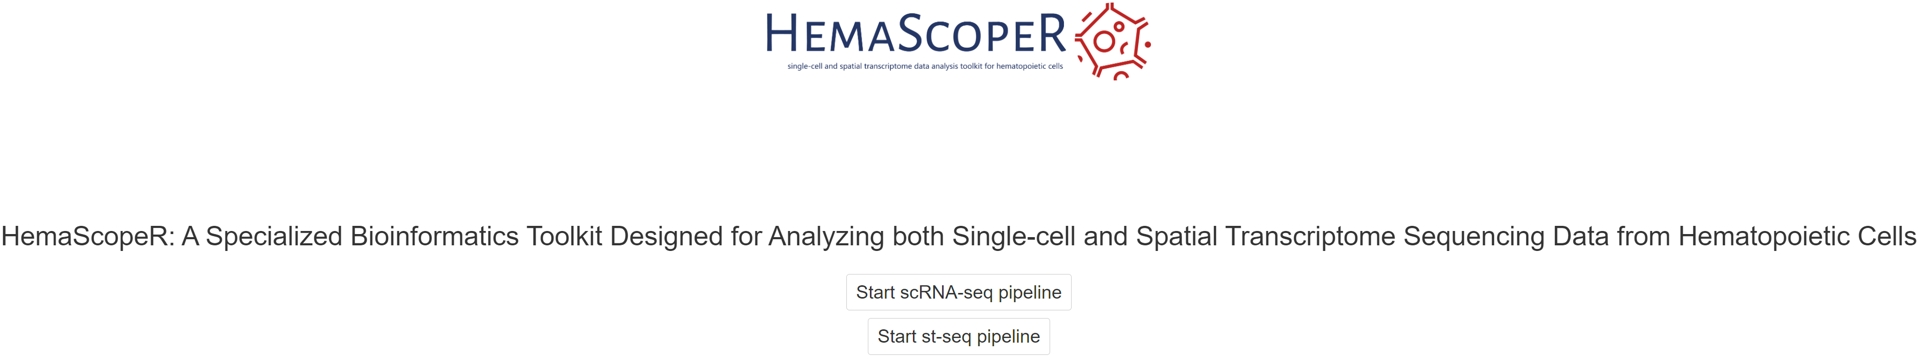 HEMASCOPER
single-cell and spatial transcriptome data analysis toolkit for hematopoietic cells
HemaScopeR: A Specialized Bioinformatics Toolkit Designed for Analyzing both Single-cell and Spatial Transcriptome Sequencing Data from Hematopoietic Cells
Start scRNA-seq pipeline
Start st-seq pipeline